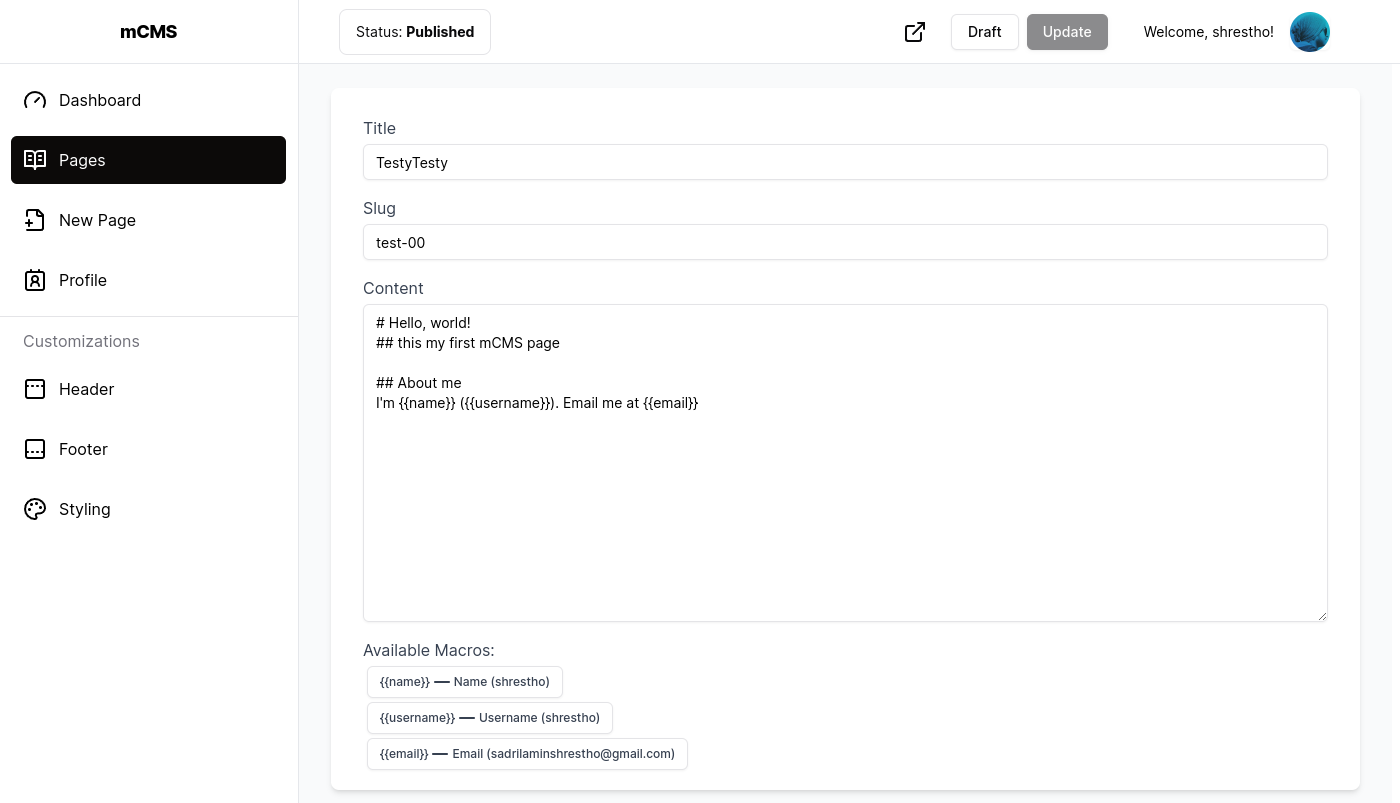 mCMS
Status: Published
Draft
Update
Welcome, shrestho!
Dashboard
Pages
New Page
Profile
Customizations
Header
Footer
Styling
Title
TestyTesty
Slug
test-00
Content
# Hello, world!
## this my first mCMS page
## About me
I'm {{name}} ({{username}}). Email me at {{email}}
Available Macros:
{{name}} — Name (shrestho)
{{username}} — Username (shrestho)
{{email}} — Email (sadrilaminshrestho@gmail.com)